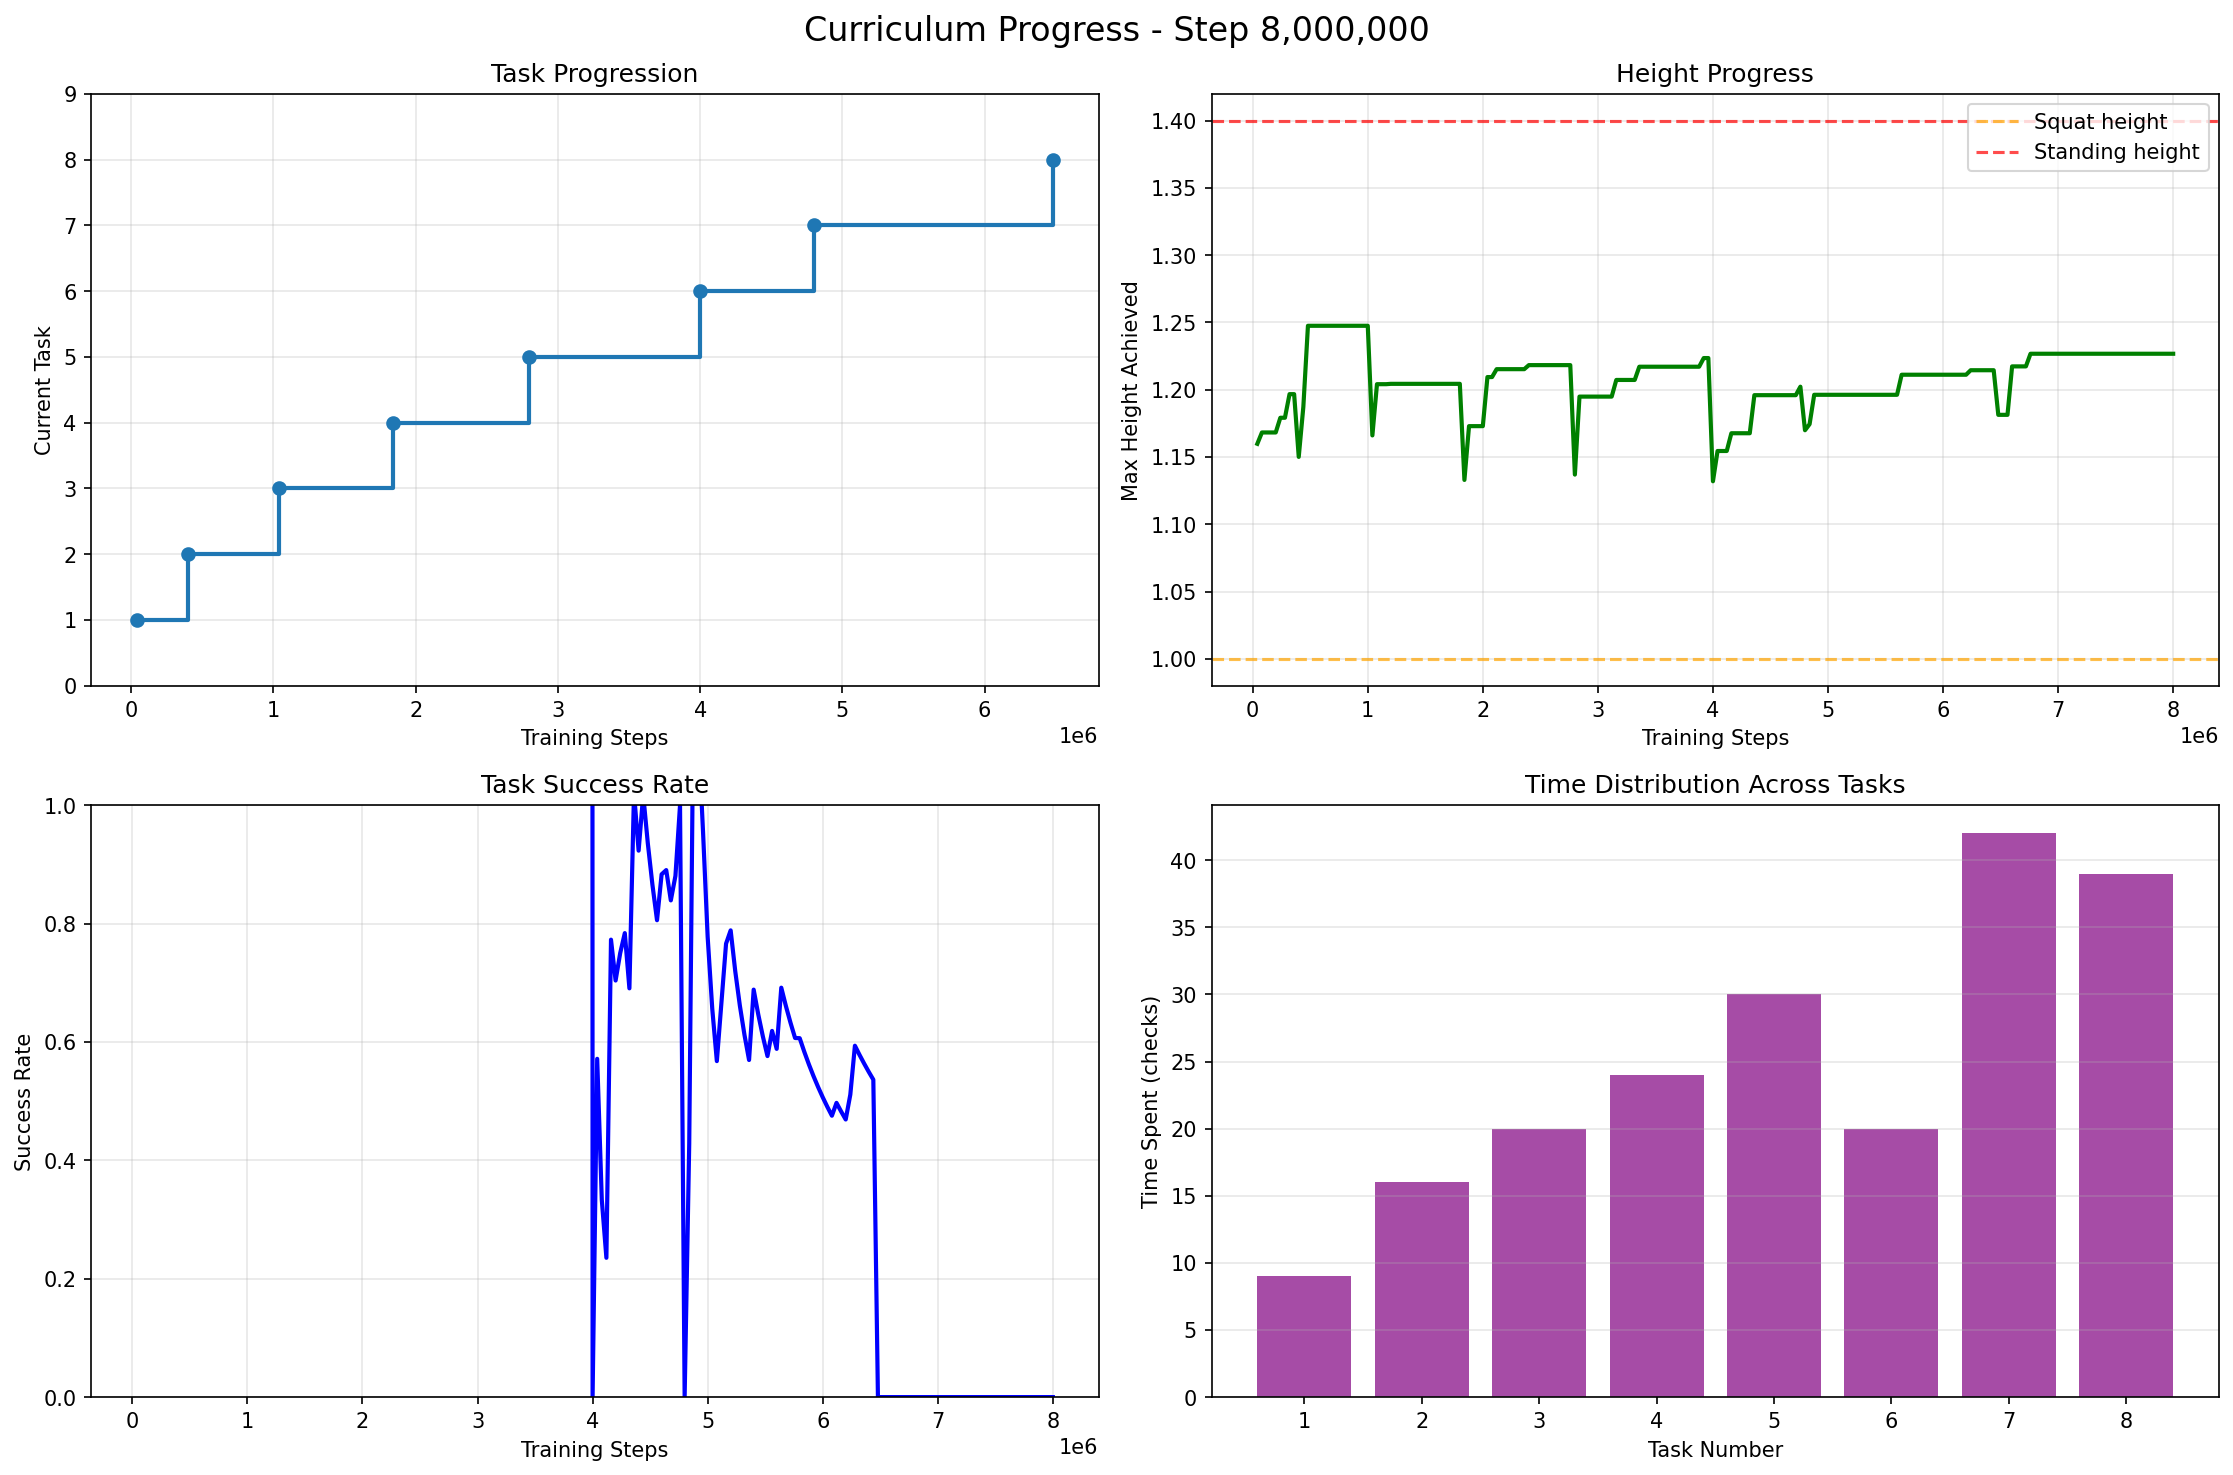 Curriculum Progress - Step 8,000,000
Task Progression
9
8
7
6
5
4
3
2
1
0
Current Task
0 1 2 3 4 5 6
1e6
Training Steps
Height Progress
1.40
1.35
1.30
1.25
1.20
1.15
1.10
1.05
1.00
Max Height Achieved
Squat height
Standing height
0 1 2 3 4 5 6 7 8
1e6
Training Steps
Task Success Rate
1.0
0.8
0.6
0.4
0.2
0.0
Success Rate
0 1 2 3 4 5 6 7 8
1e6
Training Steps
Time Distribution Across Tasks
40
35
30
25
20
15
10
5
0
Time Spent (checks)
1 2 3 4 5 6 7 8
Task Number